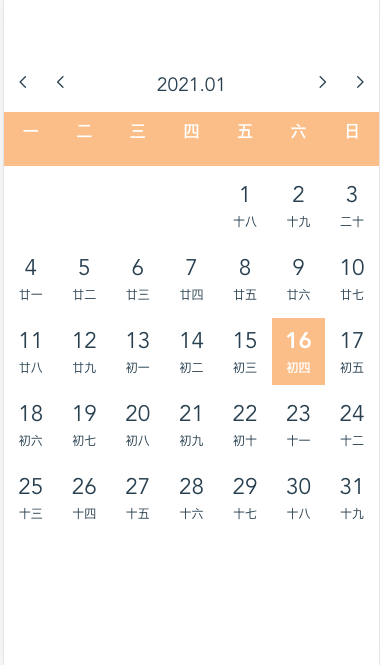 2021.01
一 二 三 四 五 六 日
1 2 3
十八 十九 二十
4 5 6 7 8 9 10
廿一 廿二 廿三 廿四 廿五 廿六 廿七
11 12 13 14 15 16 17
廿八 廿九 初一 初二 初三 初四 初五
18 19 20 21 22 23 24
初六 初七 初八 初九 初十 十一 十二
25 26 27 28 29 30 31
十三 十四 十五 十六 十七 十八 十九